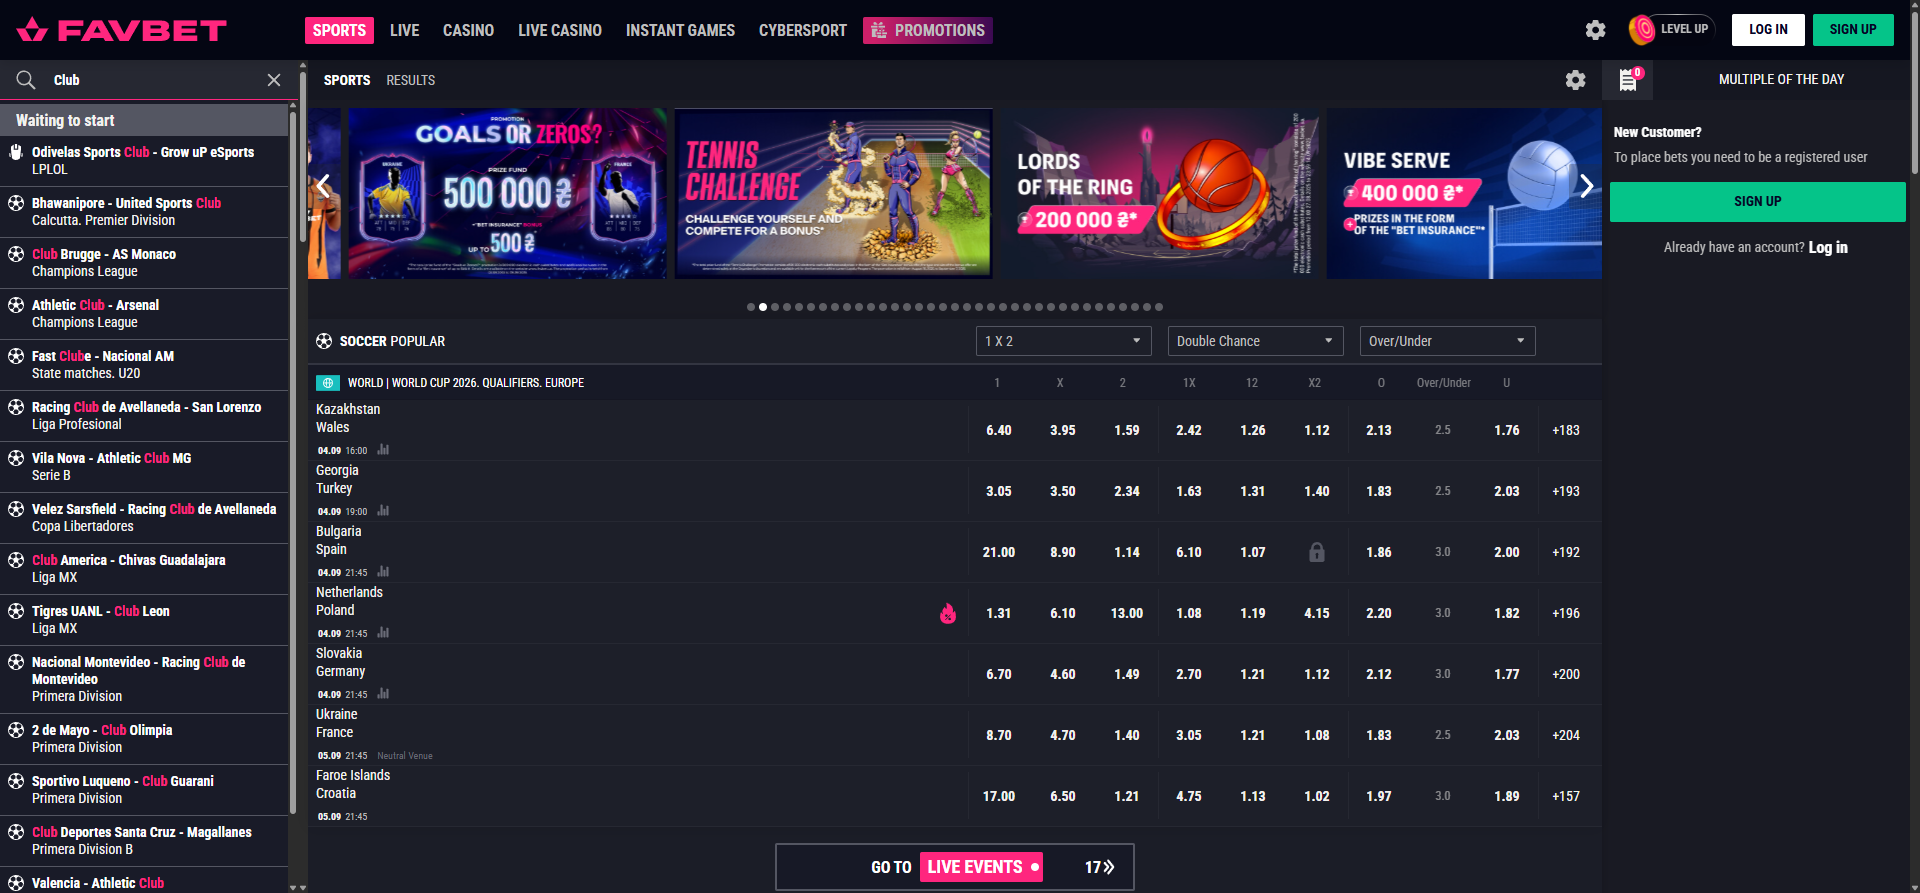 FAVBET
SPORTS
LIVE
CASINO
LIVE CASINO
INSTANT GAMES
CYBERSPORT
PROMOTIONS
LEVEL UP
LOG IN
SIGN UP
Club
Waiting to start
Odivelas Sports Club - Grow uP eSports
LPLOL
Bhawanipore - United Sports Club
Calcutta. Premier Division
Club Brugge - AS Monaco
Champions League
Athletic Club - Arsenal
Champions League
Fast Clube - Nacional AM
State matches. U20
Racing Club de Avellaneda - San Lorenzo
Liga Profesional
Vila Nova - Athletic Club MG
Serie B
Velez Sarsfield - Racing Club de Avellaneda
Copa Libertadores
Club America - Chivas Guadalajara
Liga MX
Tigres UANL - Club Leon
Liga MX
Nacional Montevideo - Racing Club de
Montevideo
Primera Division
2 de Mayo - Club Olimpia
Primera Division
Sportivo Luqueno - Club Guarani
Primera Division
Club Deportes Santa Cruz - Magallanes
Primera Division B
Valencia - Athletic Club
SPORTS
RESULTS
PROMOTION
GOALS OR ZEROS?
UKRAINE
FRANCE
PRIZE FUND
500 000 ₴
"BET INSURANCE" BONUS
UP TO 500 ₴
TENNIS
CHALLENGE
CHALLENGE YOURSELF AND
COMPETE FOR A BONUS*
LORDS
OF THE RING
200 000 ₴*
VIBE SERVE
400 000 ₴*
PRIZES IN THE FORM
OF THE "BET INSURANCE"*
SOCCER POPULAR
1 X 2
Double Chance
Over/Under
WORLD | WORLD CUP 2026. QUALIFIERS. EUROPE
1 X 2 1X 12 X2 O Over/Under U
Kazakhstan
Wales
04.09 16:00
6.40 3.95 1.59 2.42 1.26 1.12 2.13 2.5 1.76 +183
Georgia
Turkey
04.09 19:00
3.05 3.50 2.34 1.63 1.31 1.40 1.83 2.5 2.03 +193
Bulgaria
Spain
04.09 21:45
21.00 8.90 1.14 6.10 1.07 1.86 3.0 2.00 +192
Netherlands
Poland
04.09 21:45
1.31 6.10 13.00 1.08 1.19 4.15 2.20 3.0 1.82 +196
Slovakia
Germany
04.09 21:45
6.70 4.60 1.49 2.70 1.21 1.12 2.12 3.0 1.77 +200
Ukraine
France
05.09 21:45 Neutral Venue
8.70 4.70 1.40 3.05 1.21 1.08 1.83 2.5 2.03 +204
Faroe Islands
Croatia
05.09 21:45
17.00 6.50 1.21 4.75 1.13 1.02 1.97 3.0 1.89 +157
GO TO LIVE EVENTS 17
0
MULTIPLE OF THE DAY
New Customer?
To place bets you need to be a registered user
SIGN UP
Already have an account? Log in